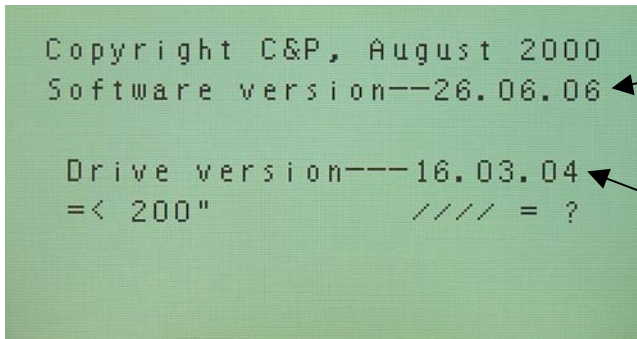 Copyright C&P, August 2000
Software version--26.06.06
Drive version---16.03.04
=< 200" //// = ?